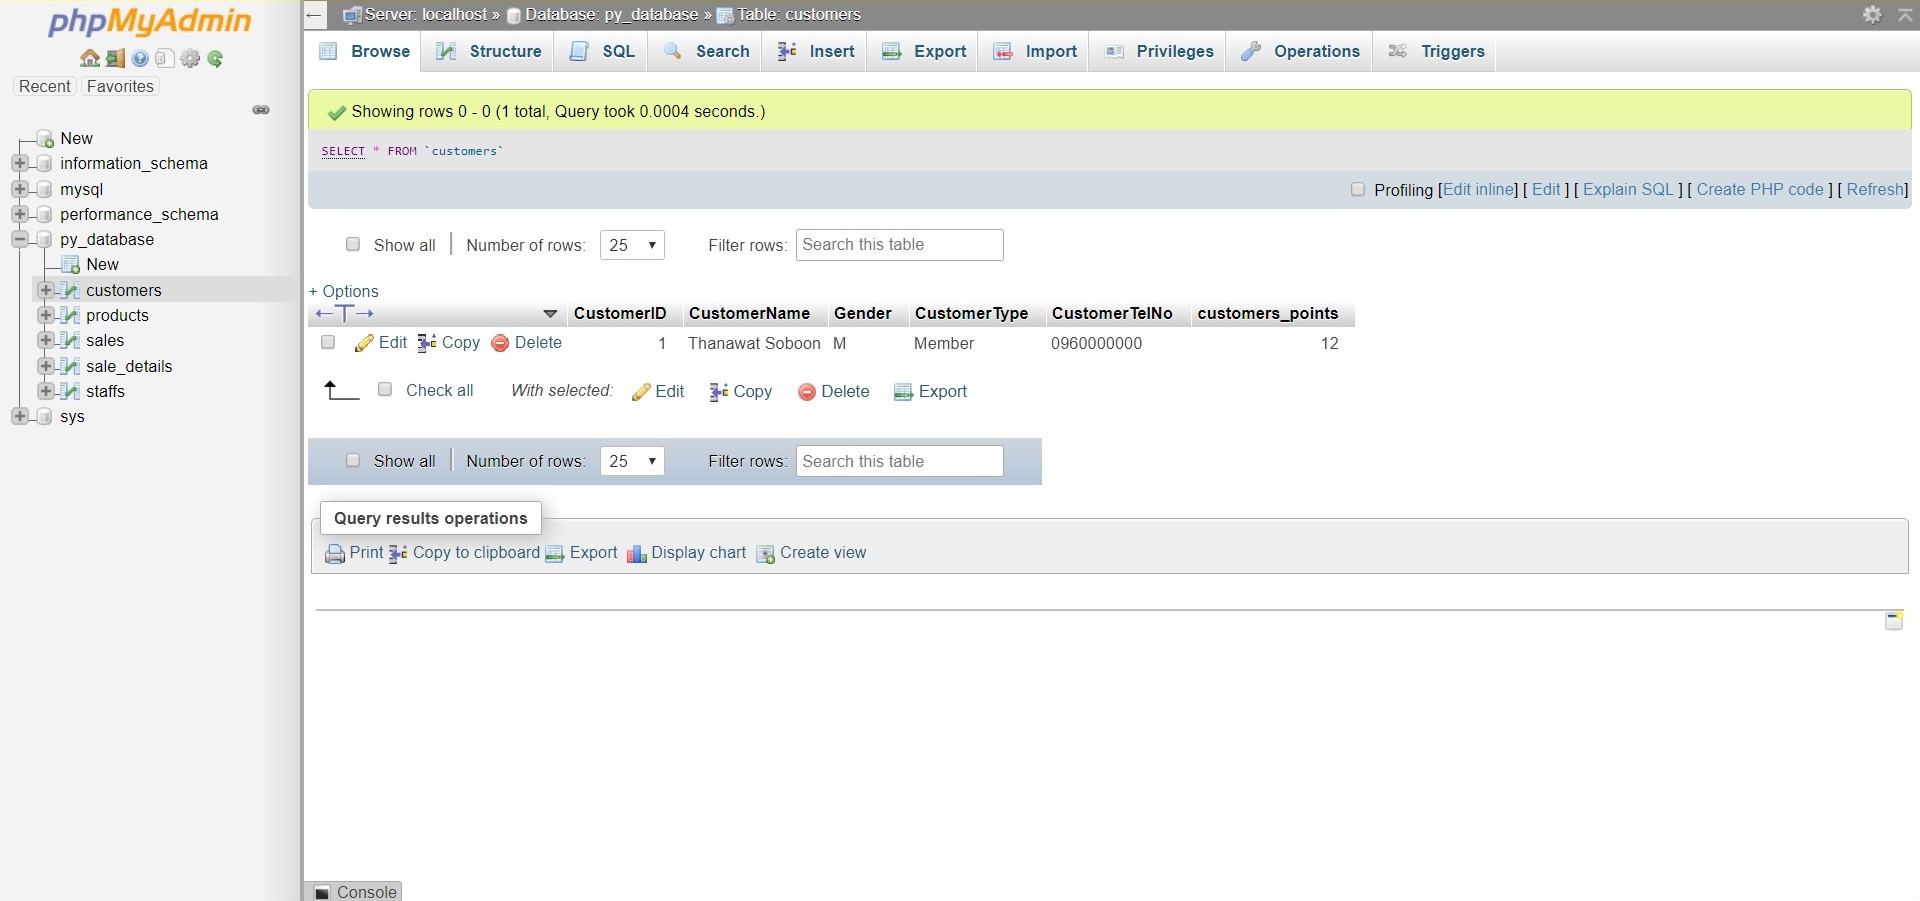 phpMyAdmin
Recent Favorites
New
information_schema
mysql
performance_schema
py_database
New
customers
products
sales
sale_details
staffs
sys
Server: localhost » Database: py_database » Table: customers
Browse Structure SQL Search Insert Export Import Privileges Operations Triggers
Showing rows 0 - 0 (1 total, Query took 0.0004 seconds.)
SELECT * FROM `customers`
Profiling [Edit inline] [ Edit ] [ Explain SQL ] [ Create PHP code ] [ Refresh]
Show all Number of rows: 25 Filter rows: Search this table
+ Options
CustomerID CustomerName Gender CustomerType CustomerTelNo customers_points
Edit Copy Delete 1 Thanawat Soboon M Member 0960000000 12
Check all With selected: Edit Copy Delete Export
Show all Number of rows: 25 Filter rows: Search this table
Query results operations
Print Copy to clipboard Export Display chart Create view
Console